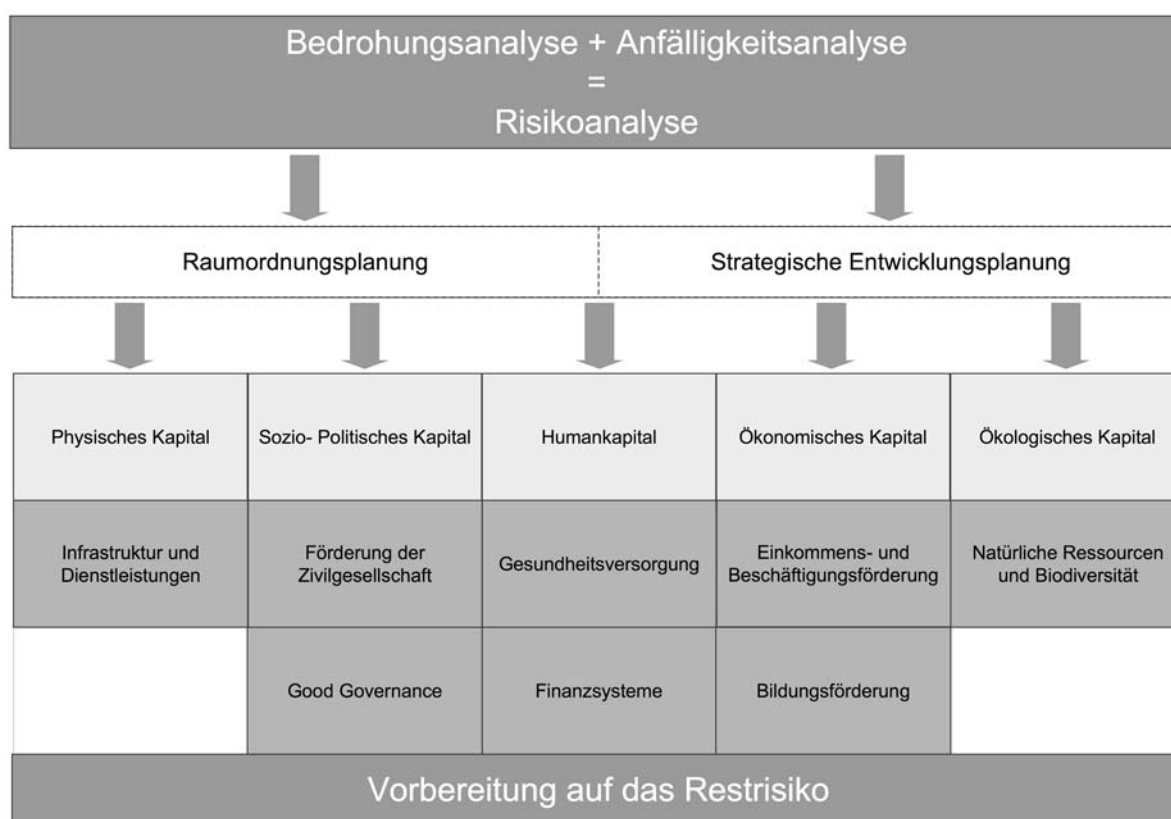 Bedrohungsanalyse + Anfälligkeitsanalyse
=
Risikoanalyse
Raumordnungsplanung
Strategische Entwicklungsplanung
Physisches Kapital
Sozio- Politisches Kapital
Humankapital
Ökonomisches Kapital
Ökologisches Kapital
Infrastruktur und
Dienstleistungen
Förderung der
Zivilgesellschaft
Gesundheitsversorgung
Einkommens- und
Beschäftigungsförderung
Natürliche Ressourcen
und Biodiversität
Good Governance
Finanzsysteme
Bildungsförderung
Vorbereitung auf das Restrisiko